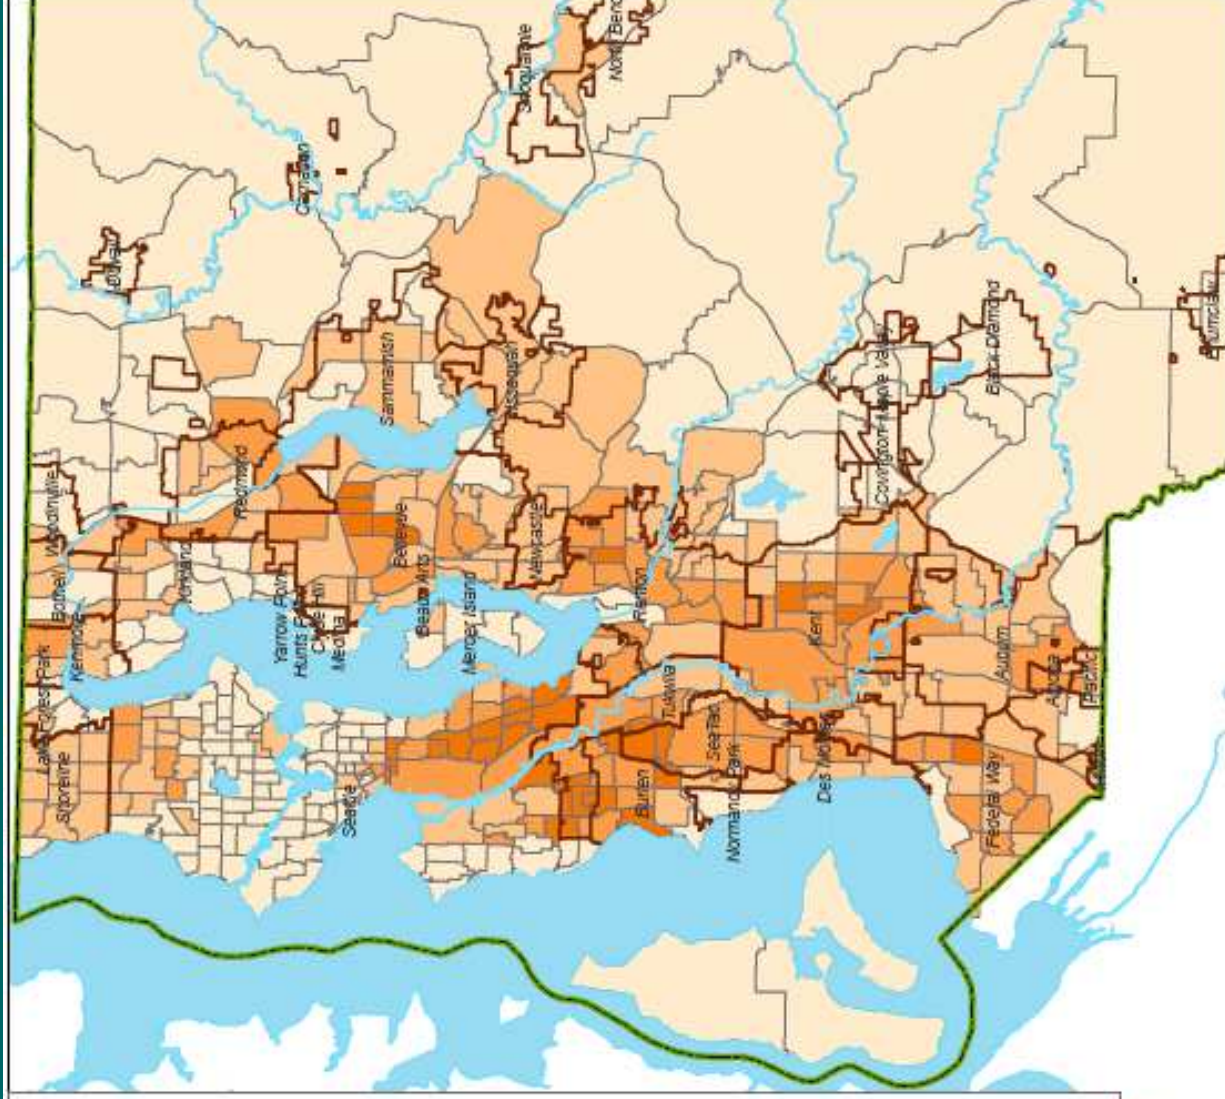 Snoqualmie
North Bend
Carnation
Duvall
Sammamish
Issaquah
Black Diamond
Maple Valley
Covington
Enumclaw
Woodinville
Redmond
Bellevue
Newcastle
Bothell
Kirkland
Yarrow Point
Hunts Point
Clyde Hill
Medina
Beaux Arts
Mercer Island
Renton
Kent
Auburn
Kenmore
Lake Forest Park
Shoreline
Seattle
Tukwila
SeaTac
Burien
Normandy Park
Des Moines
Federal Way
Algona
Pacific